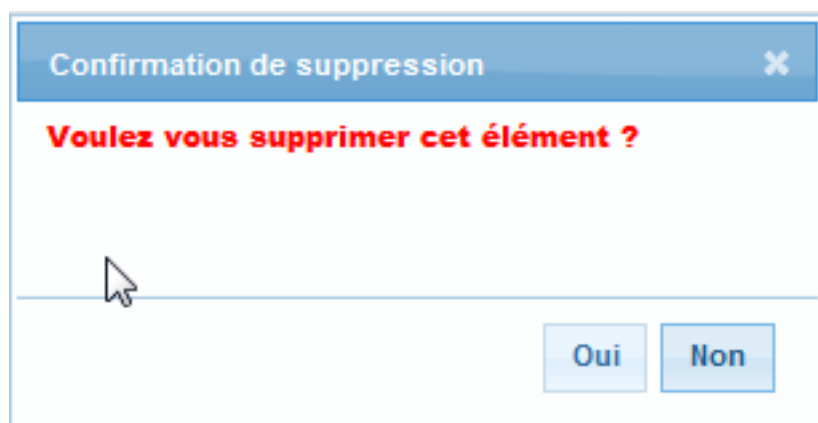 Confirmation de suppression
Voulez vous supprimer cet élément ?
Oui Non